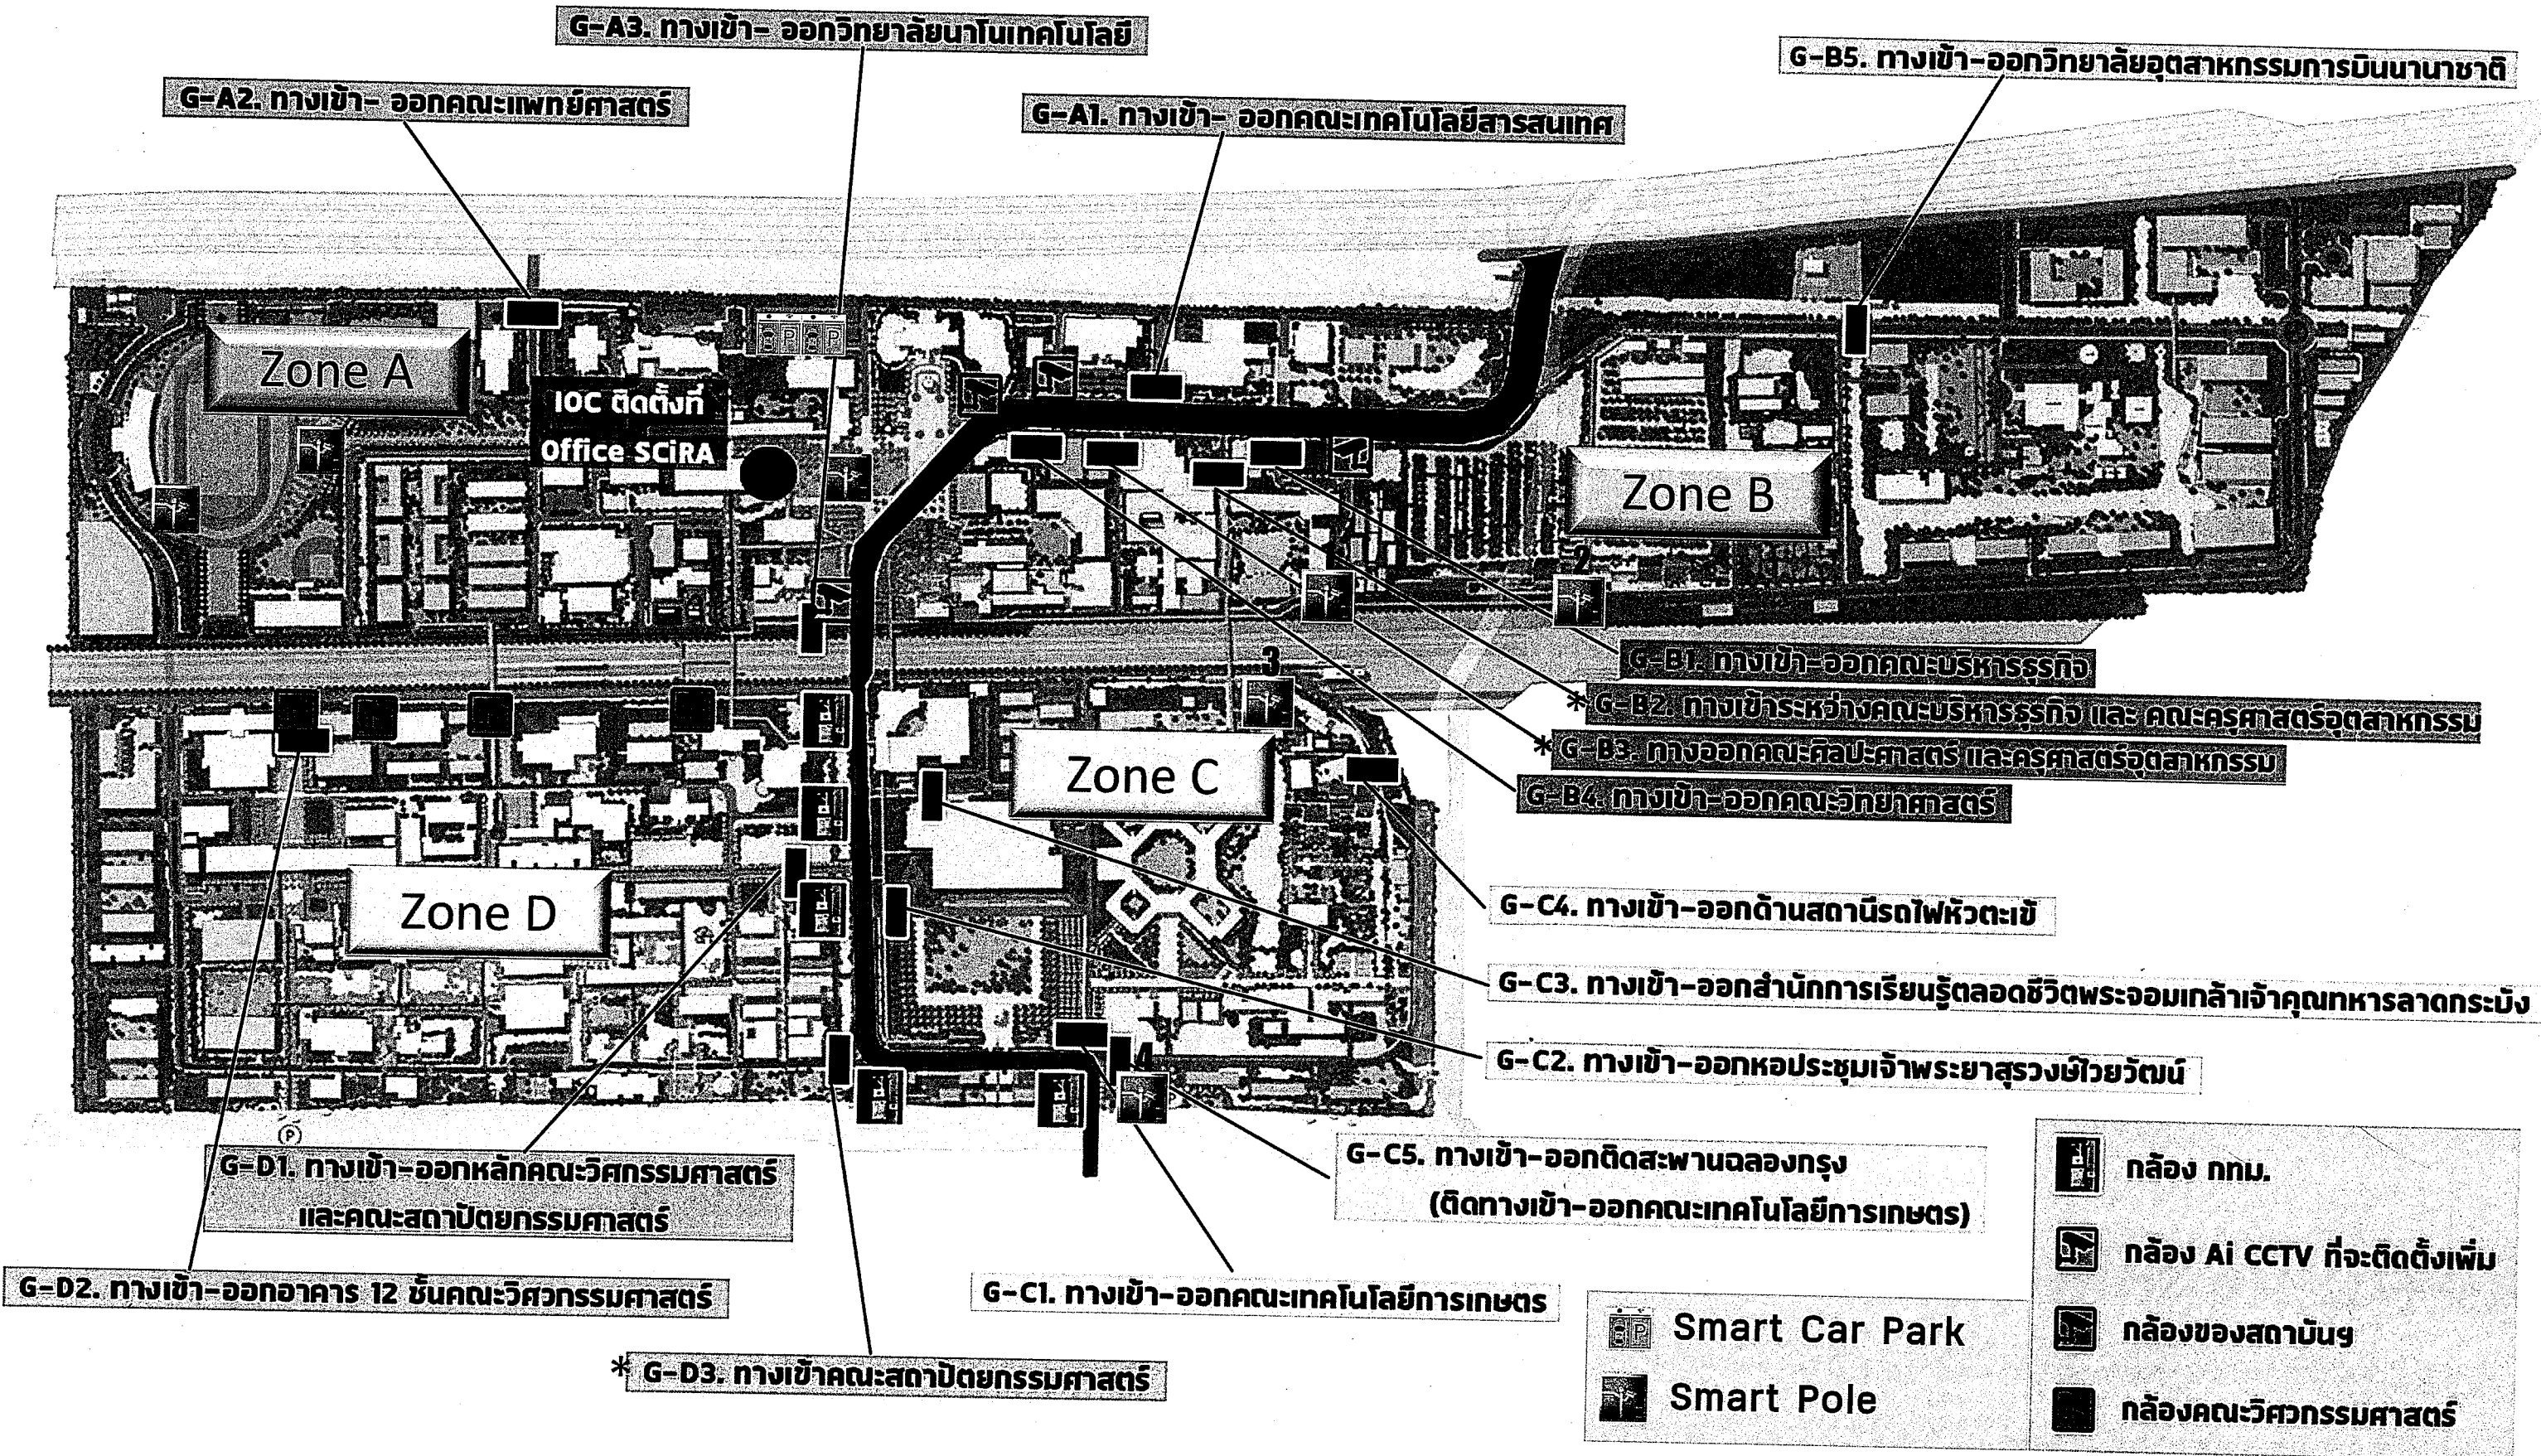 G-A3. ทางเข้า- ออกวิทยาลัยนาโนเทคโนโลยี
G-B5. ทางเข้า-ออกวิทยาลัยอุตสาหกรรมการบินนานาชาติ
G-A2. ทางเข้า- ออกคณะแพทย์ศาสตร์
G-A1. ทางเข้า- ออกคณะเทคโนโลยีสารสนเทศ
Zone A
IOC ติดตั้งที่
Office SCiRA
Zone B
2
3
G-B1. ทางเข้า-ออกคณะบริหารธุรกิจ
* G-B2. ทางเข้าระหว่างคณะบริหารธุรกิจ และ คณะครุศาสตร์อุตสาหกรรม
* G-B3. ทางออกคณะศิลปะศาสตร์ และครุศาสตร์อุตสาหกรรม
G-B4. ทางเข้า-ออกคณะวิทยาศาสตร์
Zone C
Zone D
G-C4. ทางเข้า-ออกด้านสถานีรถไฟหัวตะเข้
G-C3. ทางเข้า-ออกสำนักการเรียนรู้ตลอดชีวิตพระจอมเกล้าเจ้าคุณทหารลาดกระบัง
G-C2. ทางเข้า-ออกหอประชุมเจ้าพระยาสุรวงษ์ไวยวัฒน์
4
P
G-D1. ทางเข้า-ออกหลักคณะวิศกรรมศาสตร์
และคณะสถาปัตยกรรมศาสตร์
G-C5. ทางเข้า-ออกติดสะพานฉลองกรุง
(ติดทางเข้า-ออกคณะเทคโนโลยีการเกษตร)
G-D2. ทางเข้า-ออกอาคาร 12 ชั้นคณะวิศวกรรมศาสตร์
G-C1. ทางเข้า-ออกคณะเทคโนโลยีการเกษตร
* G-D3. ทางเข้าคณะสถาปัตยกรรมศาสตร์
Smart Car Park
Smart Pole
กล้อง กทม.
กล้อง Ai CCTV ที่จะติดตั้งเพิ่ม
กล้องของสถาบันฯ
กล้องคณะวิศวกรรมศาสตร์